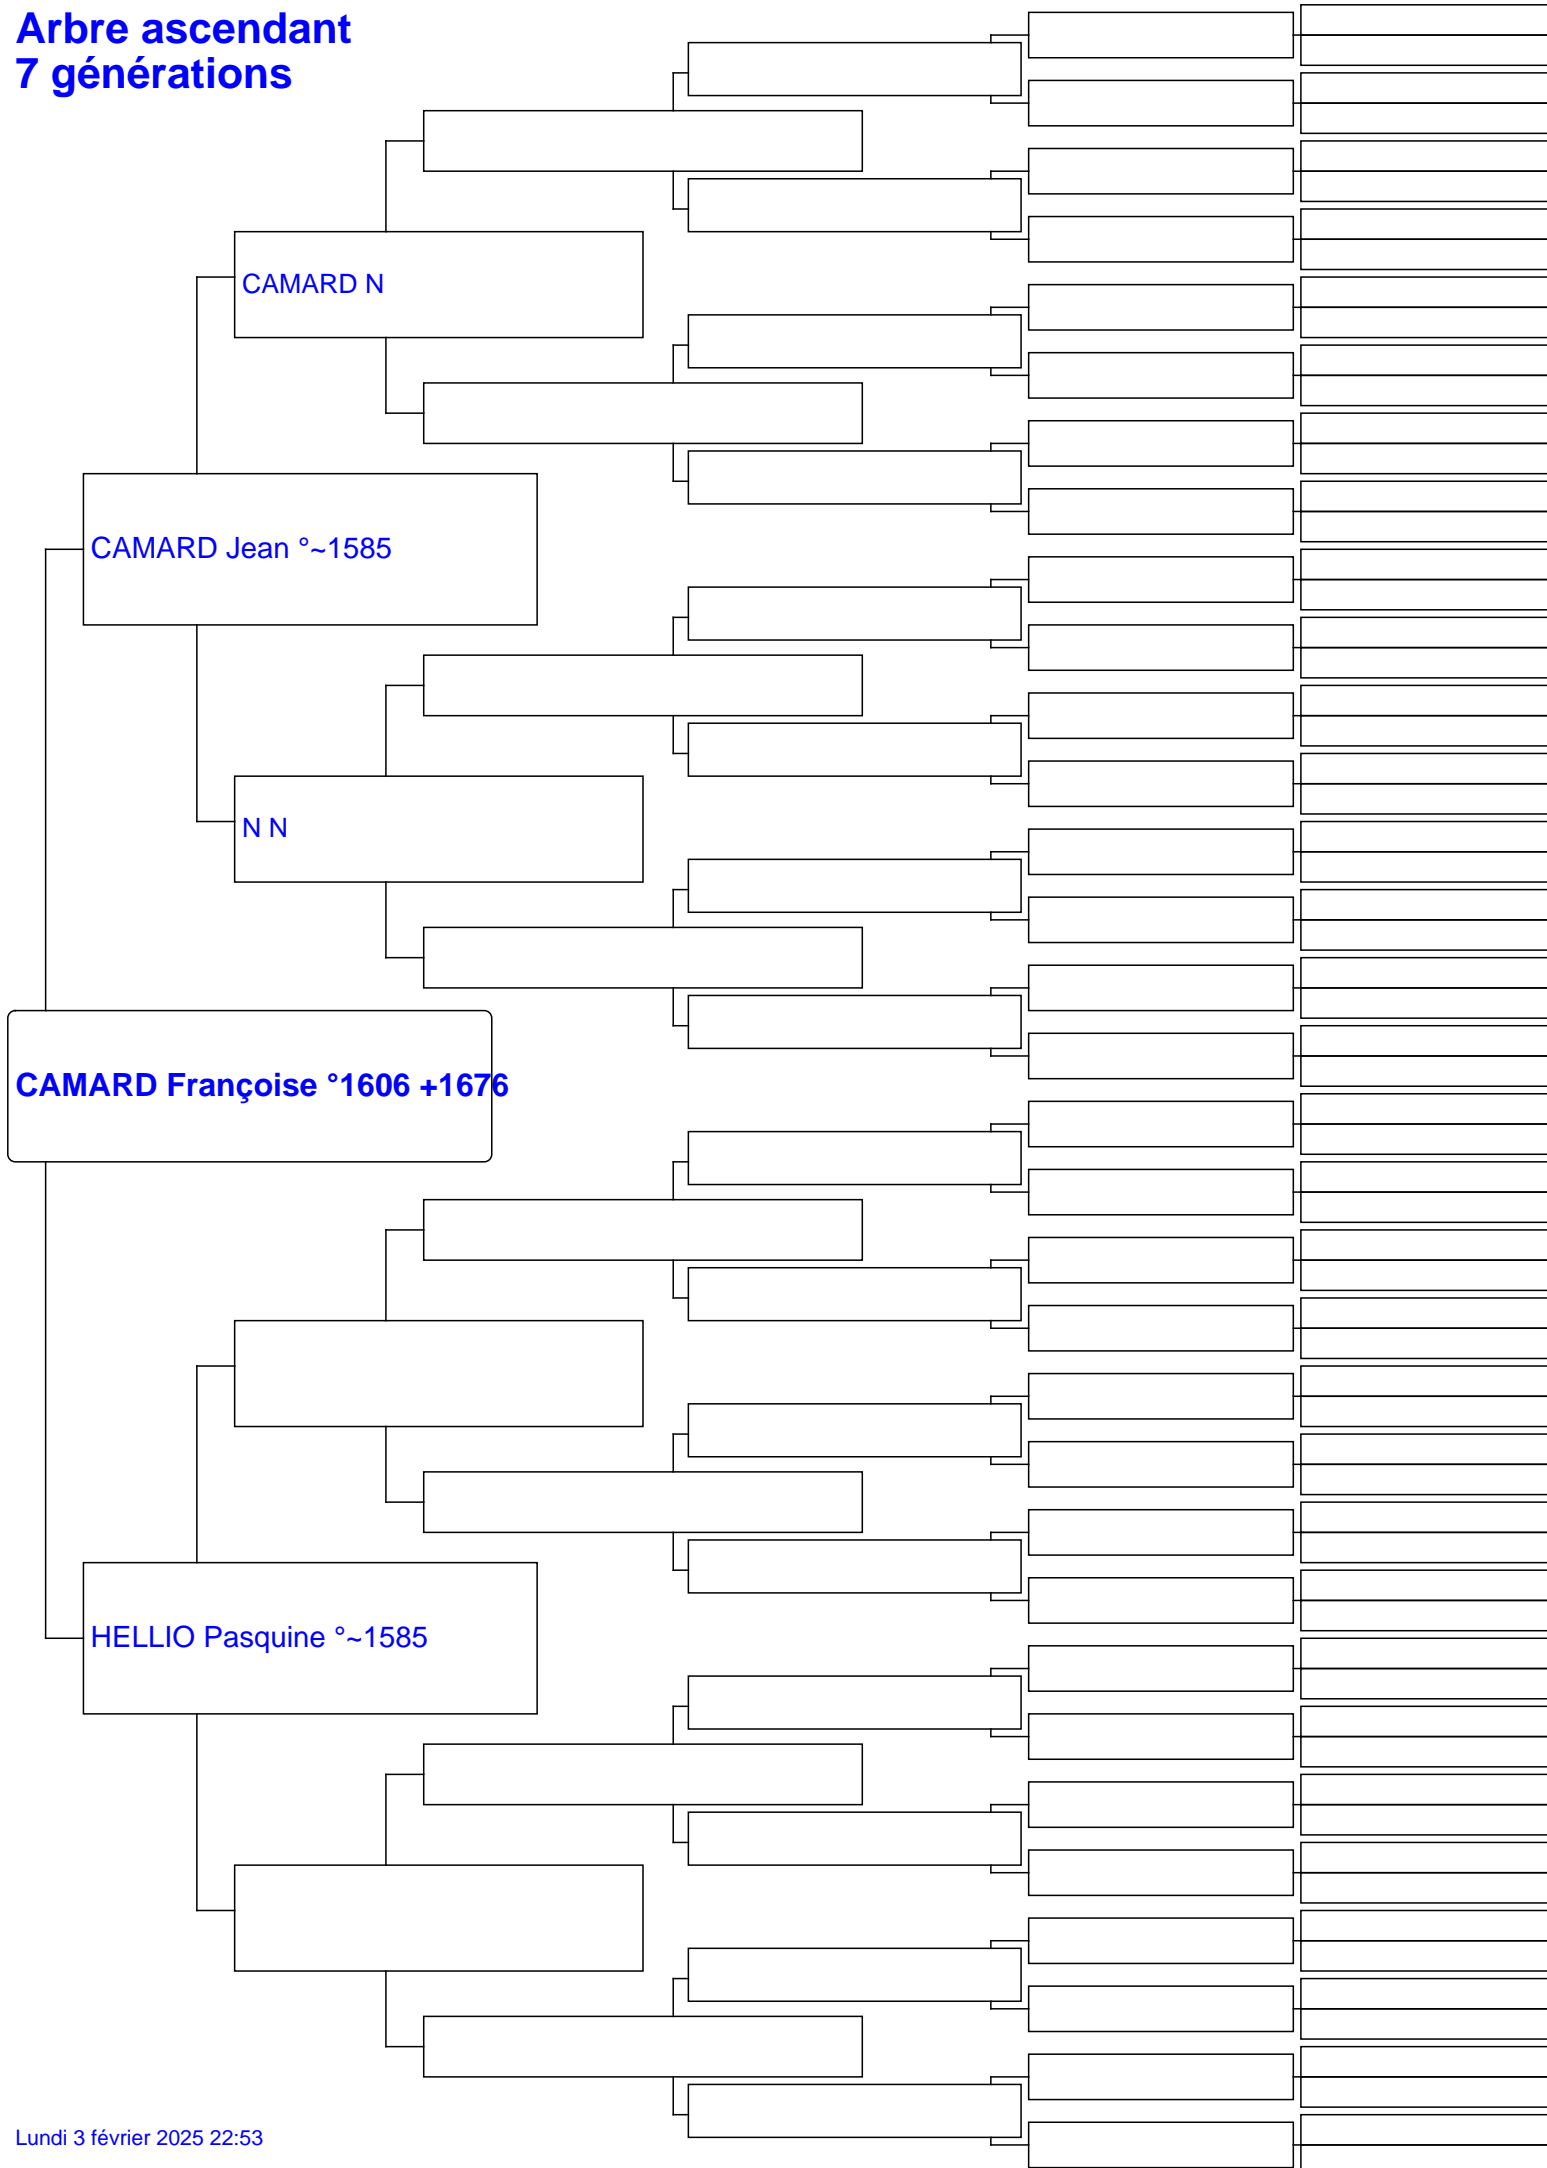 Arbre ascendant
7 générations
CAMARD N
CAMARD Jean °~1585
N N
CAMARD Françoise °1606 +1676
HELLIO Pasquine °~1585
Lundi 3 février 2025 22:53